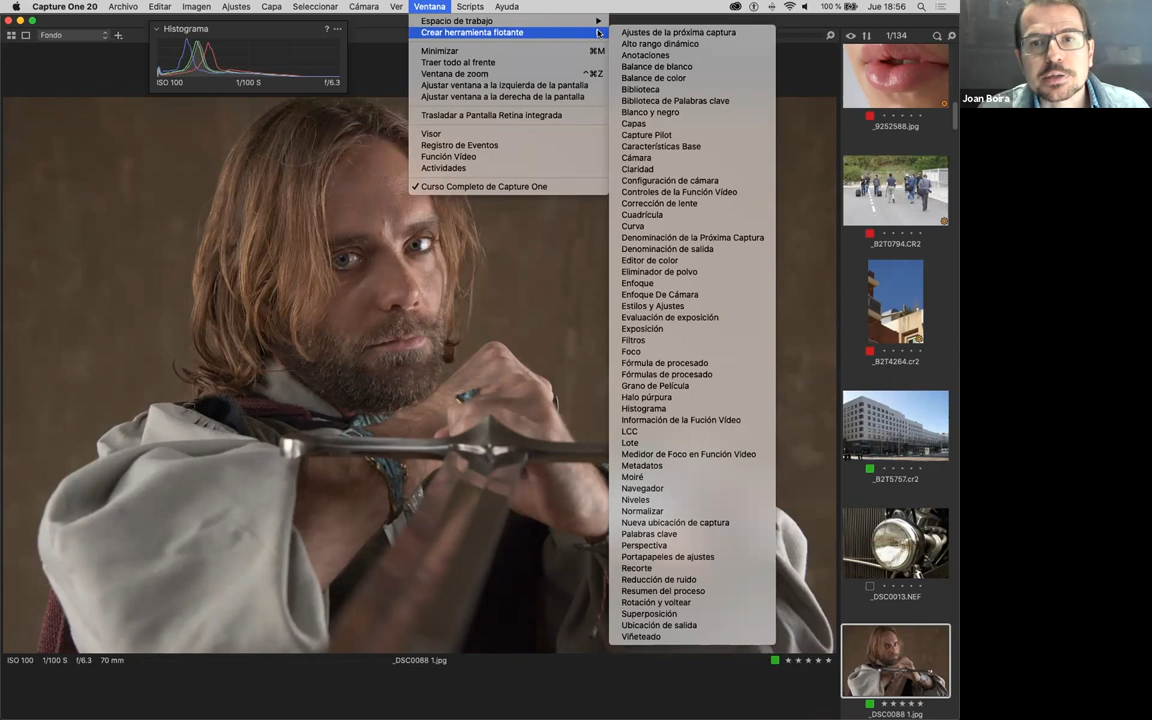 Capture One 20 Archivo Editar Imagen Ajustes Capa Seleccionar Cámara Ver Ventana Scripts Ayuda 100 % Jue 18:56
Fondo
Histograma ?
ISO 100 1/100 S f/6.3
Espacio de trabajo
Crear herramienta flotante
Minimizar ⌘M
Traer todo al frente
Ventana de zoom ^⌘Z
Ajustar ventana a la izquierda de la pantalla
Ajustar ventana a la derecha de la pantalla
Trasladar a Pantalla Retina integrada
Visor
Registro de Eventos
Función Vídeo
Actividades
✓ Curso Completo de Capture One
Ajustes de la próxima captura
Alto rango dinámico
Anotaciones
Balance de blanco
Balance de color
Biblioteca
Biblioteca de Palabras clave
Blanco y negro
Capas
Capture Pilot
Características Base
Cámara
Claridad
Configuración de cámara
Controles de la Función Vídeo
Corrección de lente
Cuadrícula
Curva
Denominación de la Próxima Captura
Denominación de salida
Editor de color
Eliminador de polvo
Enfoque
Enfoque De Cámara
Estilos y Ajustes
Evaluación de exposición
Exposición
Filtros
Foco
Fórmula de procesado
Fórmulas de procesado
Grano de Película
Halo púrpura
Histograma
Información de la Fución Vídeo
LCC
Lote
Medidor de Foco en Función Video
Metadatos
Moiré
Navegador
Niveles
Normalizar
Nueva ubicación de captura
Palabras clave
Perspectiva
Portapapeles de ajustes
Recorte
Reducción de ruido
Resumen del proceso
Rotación y voltear
Superposición
Ubicación de salida
Viñeteado
1/134
_9252588.jpg
_B2T0794.CR2
_B2T4264.cr2
_B2T5757.cr2
_DSC0013.NEF
_DSC0088 1.jpg
Joan Boira
ISO 100 1/100 S f/6.3 70 mm
_DSC0088 1.jpg